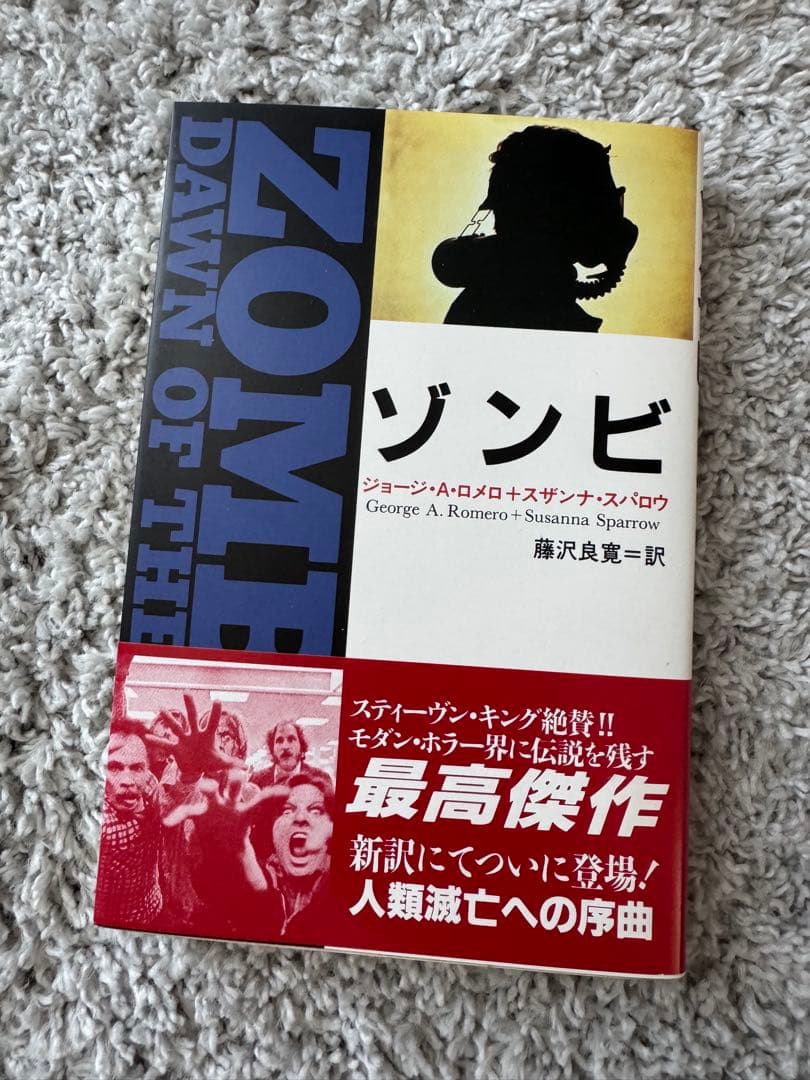 ZOMB
DAWN OF THE
ゾンビ
ジョージ・A・ロメロ＋スザンナ・スパロウ
George A. Romero＋Susanna Sparrow
藤沢良寛＝訳
スティーヴン・キング絶賛!!
モダン・ホラー界に伝説を残す
最高傑作
新訳にてついに登場！
人類滅亡への序曲